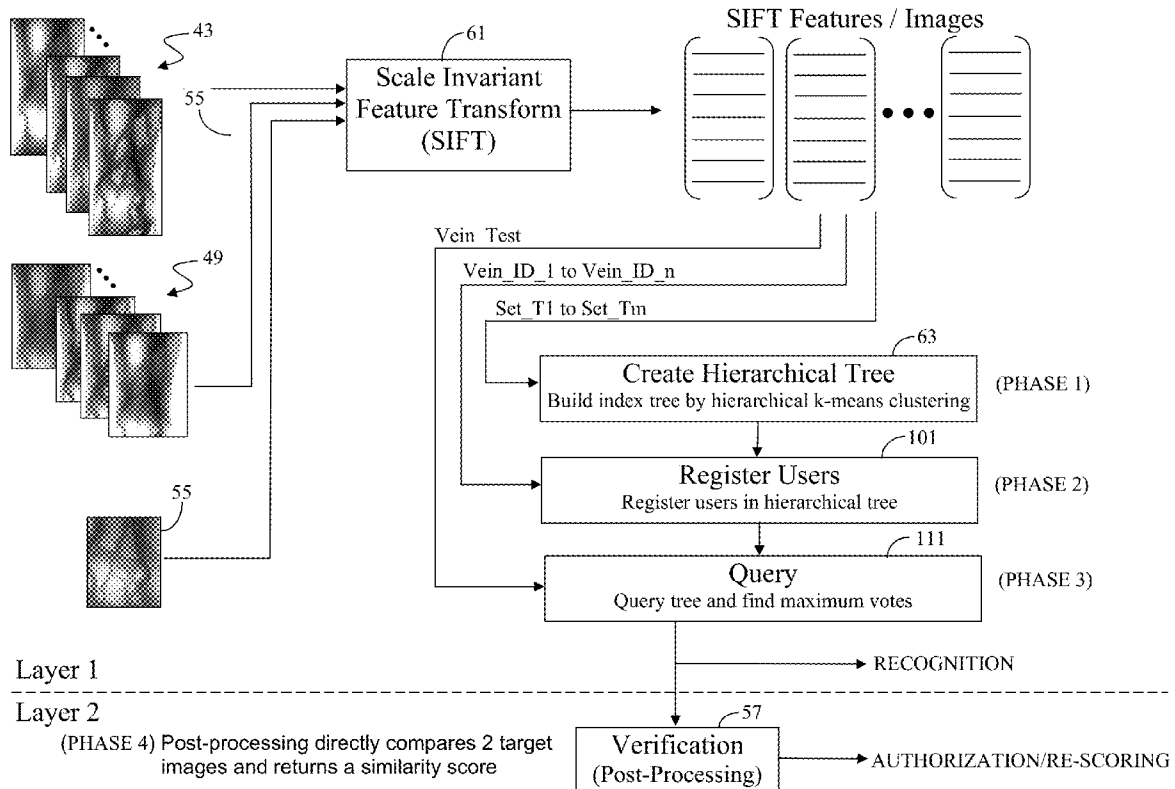 SIFT Features / Images
43
61
Scale Invariant
Feature Transform
(SIFT)
55
49
Vein_Test
Vein_ID_1 to Vein_ID_n
Set_T1 to Set_Tm
63
Create Hierarchical Tree
Build index tree by hierarchical k-means clustering
(PHASE 1)
101
Register Users
Register users in hierarchical tree
(PHASE 2)
55
111
Query
Query tree and find maximum votes
(PHASE 3)
Layer 1
RECOGNITION
Layer 2
57
(PHASE 4) Post-processing directly compares 2 target
images and returns a similarity score
Verification
(Post-Processing)
AUTHORIZATION/RE-SCORING